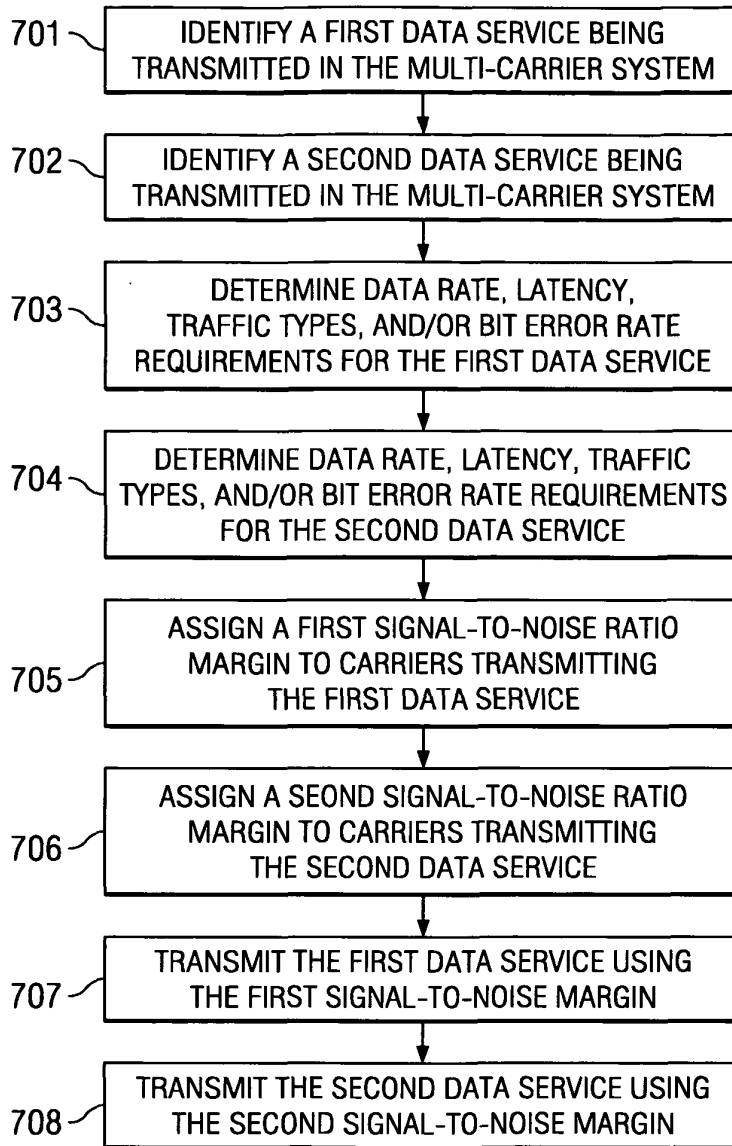 701
IDENTIFY A FIRST DATA SERVICE BEING
TRANSMITTED IN THE MULTI-CARRIER SYSTEM
702
IDENTIFY A SECOND DATA SERVICE BEING
TRANSMITTED IN THE MULTI-CARRIER SYSTEM
703
DETERMINE DATA RATE, LATENCY,
TRAFFIC TYPES, AND/OR BIT ERROR RATE
REQUIREMENTS FOR THE FIRST DATA SERVICE
704
DETERMINE DATA RATE, LATENCY, TRAFFIC
TYPES, AND/OR BIT ERROR RATE REQUIREMENTS
FOR THE SECOND DATA SERVICE
705
ASSIGN A FIRST SIGNAL-TO-NOISE RATIO
MARGIN TO CARRIERS TRANSMITTING
THE FIRST DATA SERVICE
706
ASSIGN A SEOND SIGNAL-TO-NOISE RATIO
MARGIN TO CARRIERS TRANSMITTING
THE SECOND DATA SERVICE
707
TRANSMIT THE FIRST DATA SERVICE USING
THE FIRST SIGNAL-TO-NOISE MARGIN
708
TRANSMIT THE SECOND DATA SERVICE USING
THE SECOND SIGNAL-TO-NOISE MARGIN